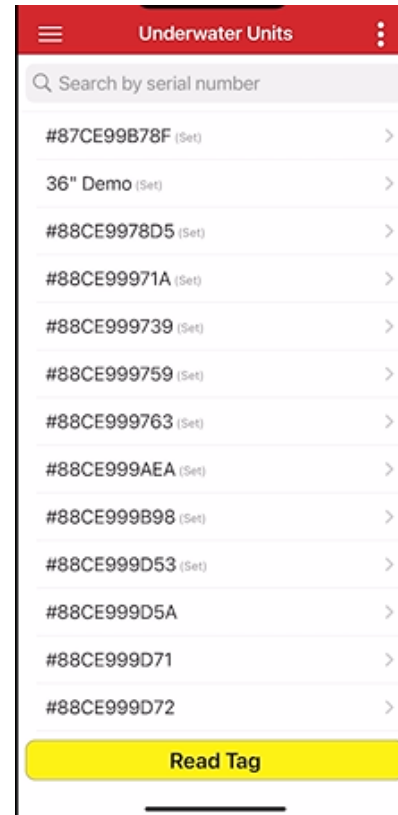 Underwater Units
Search by serial number
#87CE99B78F (Set)
36" Demo (Set)
#88CE9978D5 (Set)
#88CE99971A (Set)
#88CE999739 (Set)
#88CE999759 (Set)
#88CE999763 (Set)
#88CE999AEA (Set)
#88CE999B98 (Set)
#88CE999D53 (Set)
#88CE999D5A
#88CE999D71
#88CE999D72
Read Tag